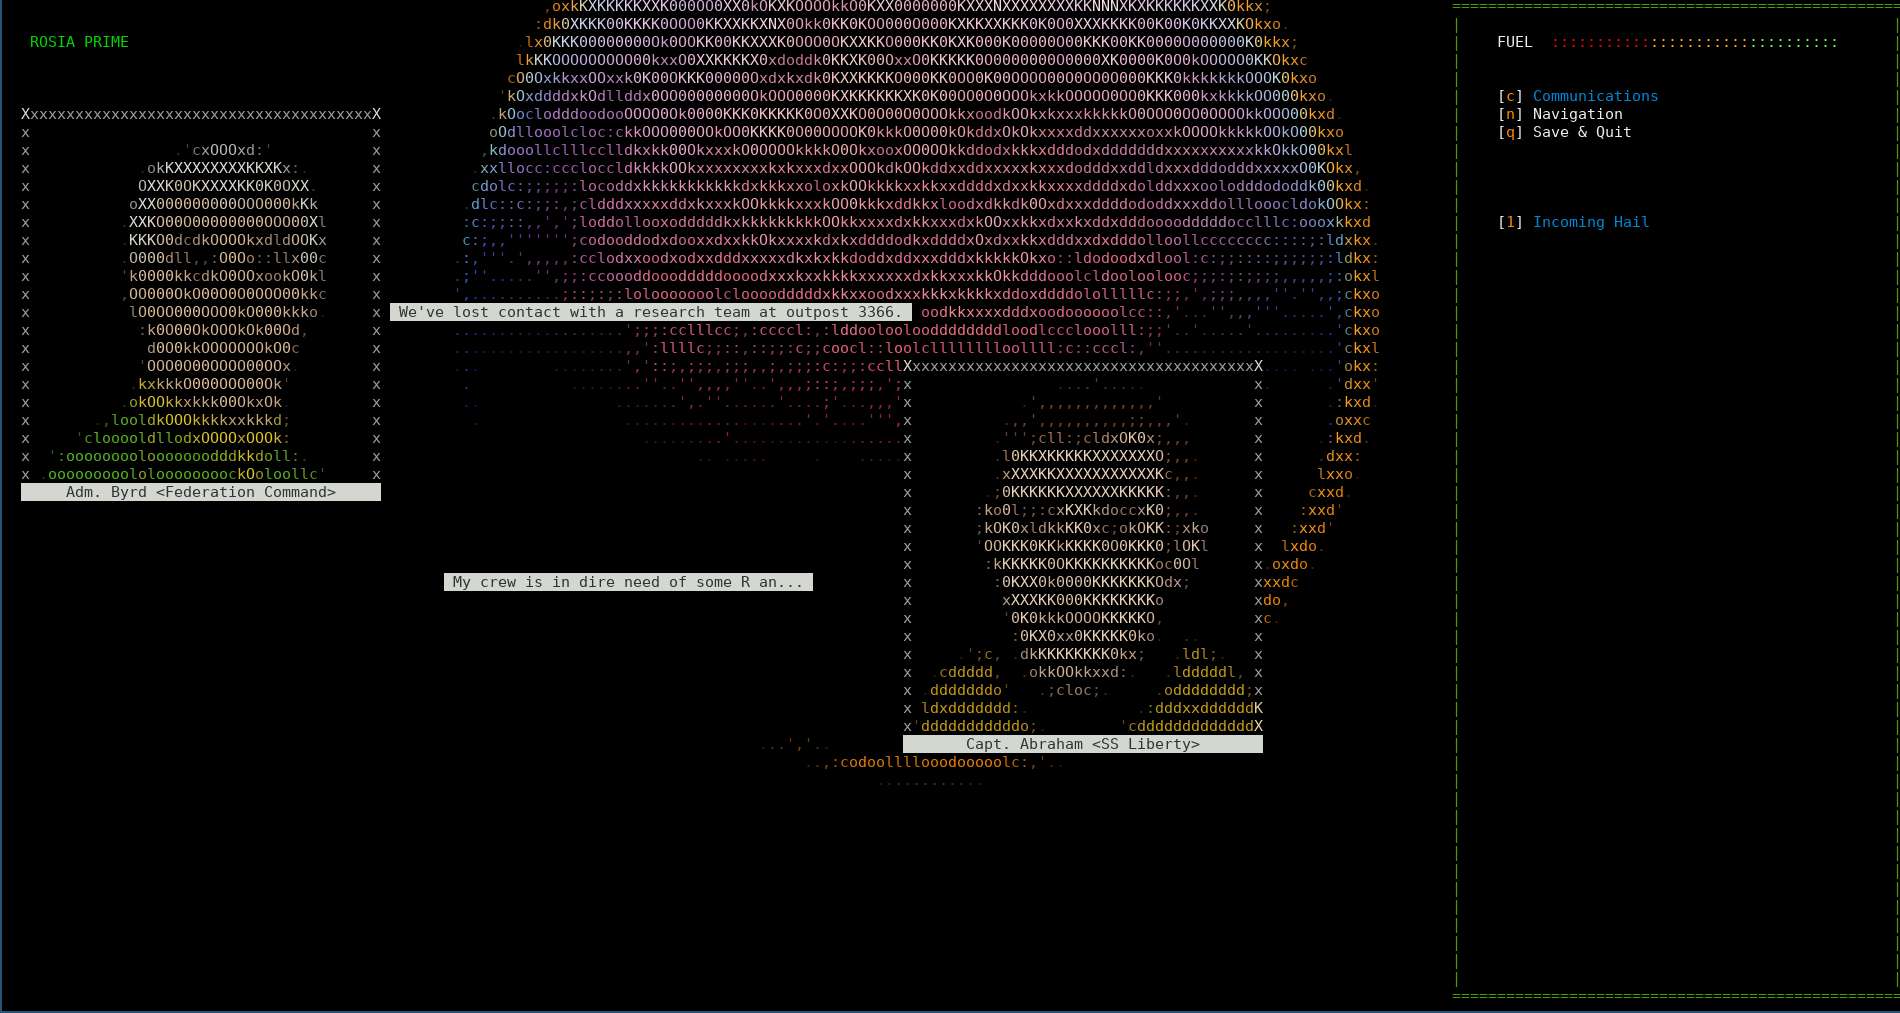 ROSIA PRIME
FUEL
[c] Communications
[n] Navigation
[q] Save & Quit
[1] Incoming Hail
We've lost contact with a research team at outpost 3366.
Adm. Byrd <Federation Command>
My crew is in dire need of some R an...
Capt. Abraham <SS Liberty>